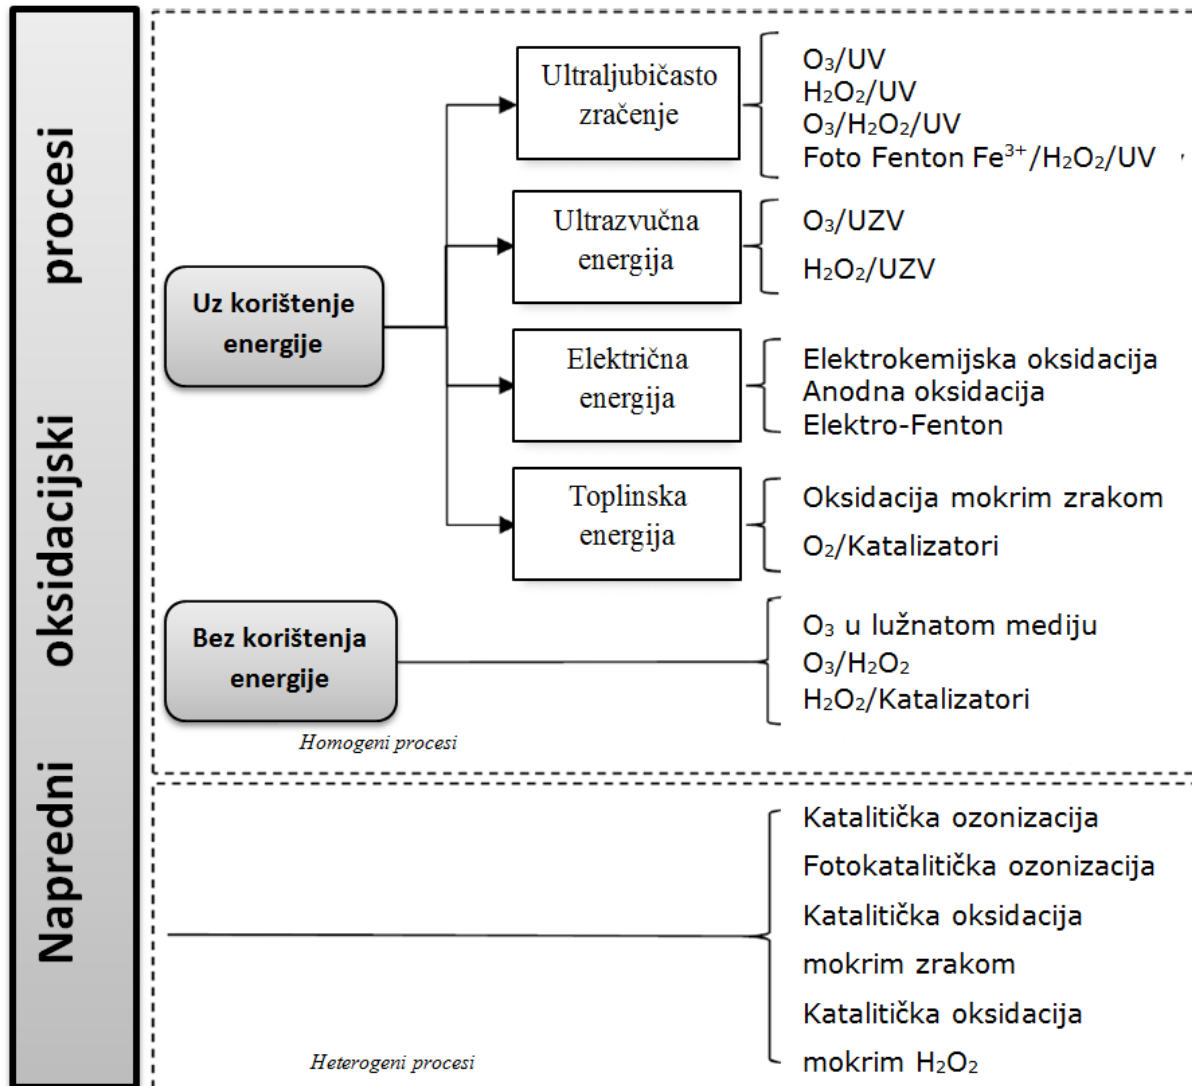 Napredni oksidacijski procesi
Uz korištenje
energije
Ultraljubičasto
zračenje
O₃/UV
H₂O₂/UV
O₃/H₂O₂/UV
Foto Fenton Fe³⁺/H₂O₂/UV
Ultrazvučna
energija
O₃/UZV
H₂O₂/UZV
Električna
energija
Elektrokemijska oksidacija
Anodna oksidacija
Elektro-Fenton
Toplinska
energija
Oksidacija mokrim zrakom
O₂/Katalizatori
Bez korištenja
energije
O₃ u lužnatom mediju
O₃/H₂O₂
H₂O₂/Katalizatori
Homogeni procesi
Katalitička ozonizacija
Fotokatalitička ozonizacija
Katalitička oksidacija
mokrim zrakom
Katalitička oksidacija
mokrim H₂O₂
Heterogeni procesi